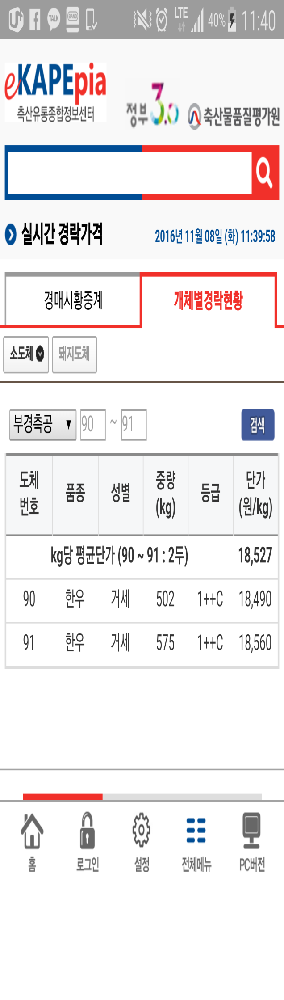 TALK BAND LTE 40% 11:40
eKAPEpia
축산유통종합정보센터
정부3.0 축산물품질평가원
실시간 경락가격 2016년 11월 08일 (화) 11:39:58
경매시황중계 개체별경락현황
소도체 돼지도체
부경축공 ▼ 90 ~ 91 검색
도체번호 품종 성별 중량(kg) 등급 단가(원/kg)
kg당 평균단가 (90 ~ 91 : 2두) 18,527
90 한우 거세 502 1++C 18,490
91 한우 거세 575 1++C 18,560
홈 로그인 설정 전체메뉴 PC버전